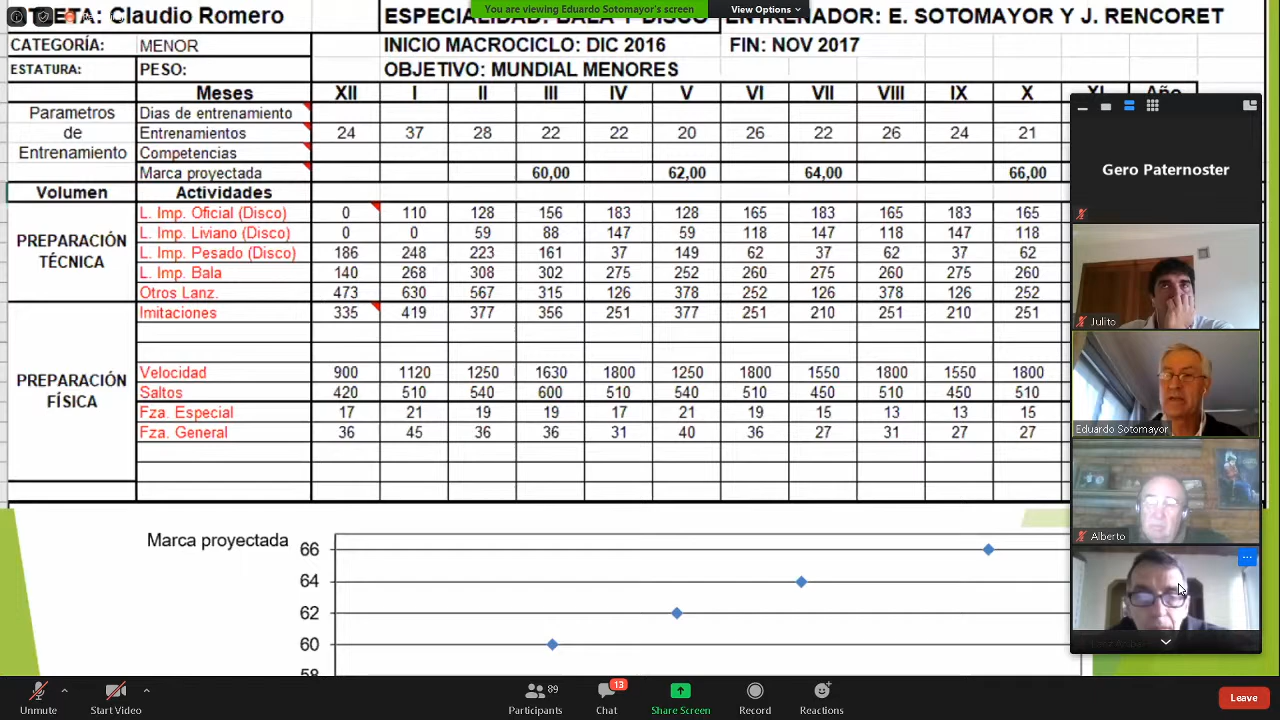 ATLETA: Claudio Romero
ESPECIALIDAD: BALA Y DISCO
ENTRENADOR: E. SOTOMAYOR Y J. RENCORET
You are viewing Eduardo Sotomayor's screen
View Options
CATEGORÍA: MENOR
INICIO MACROCICLO: DIC 2016 FIN: NOV 2017
ESTATURA: PESO: OBJETIVO: MUNDIAL MENORES
Meses XII I II III IV V VI VII VIII IX X XI Año
Parametros de Entrenamiento
Dias de entrenamiento
Entrenamientos 24 37 28 22 22 20 26 22 26 24 21
Competencias
Marca proyectada 60,00 62,00 64,00 66,00
Volumen Actividades
PREPARACIÓN TÉCNICA
L. Imp. Oficial (Disco) 0 110 128 156 183 128 165 183 165 183 165
L. Imp. Liviano (Disco) 0 0 59 88 147 59 118 147 118 147 118
L. Imp. Pesado (Disco) 186 248 223 161 37 149 62 37 62 37 62
L. Imp. Bala 140 268 308 302 275 252 260 275 260 275 260
Otros Lanz. 473 630 567 315 126 378 252 126 378 126 252
PREPARACIÓN FÍSICA
Imitaciones 335 419 377 356 251 377 251 210 251 210 251
Velocidad 900 1120 1250 1630 1800 1250 1800 1550 1800 1550 1800
Saltos 420 510 540 600 510 540 510 450 510 450 510
Fza. Especial 17 21 19 19 17 21 19 15 13 13 15
Fza. General 36 45 36 36 31 40 36 27 31 27 27
Marca proyectada
66
64
62
60
58
Gero Paternoster
Julito
Eduardo Sotomayor
Alberto
Unmute
Start Video
89
Participants
13
Chat
Share Screen
Record
Reactions
Leave